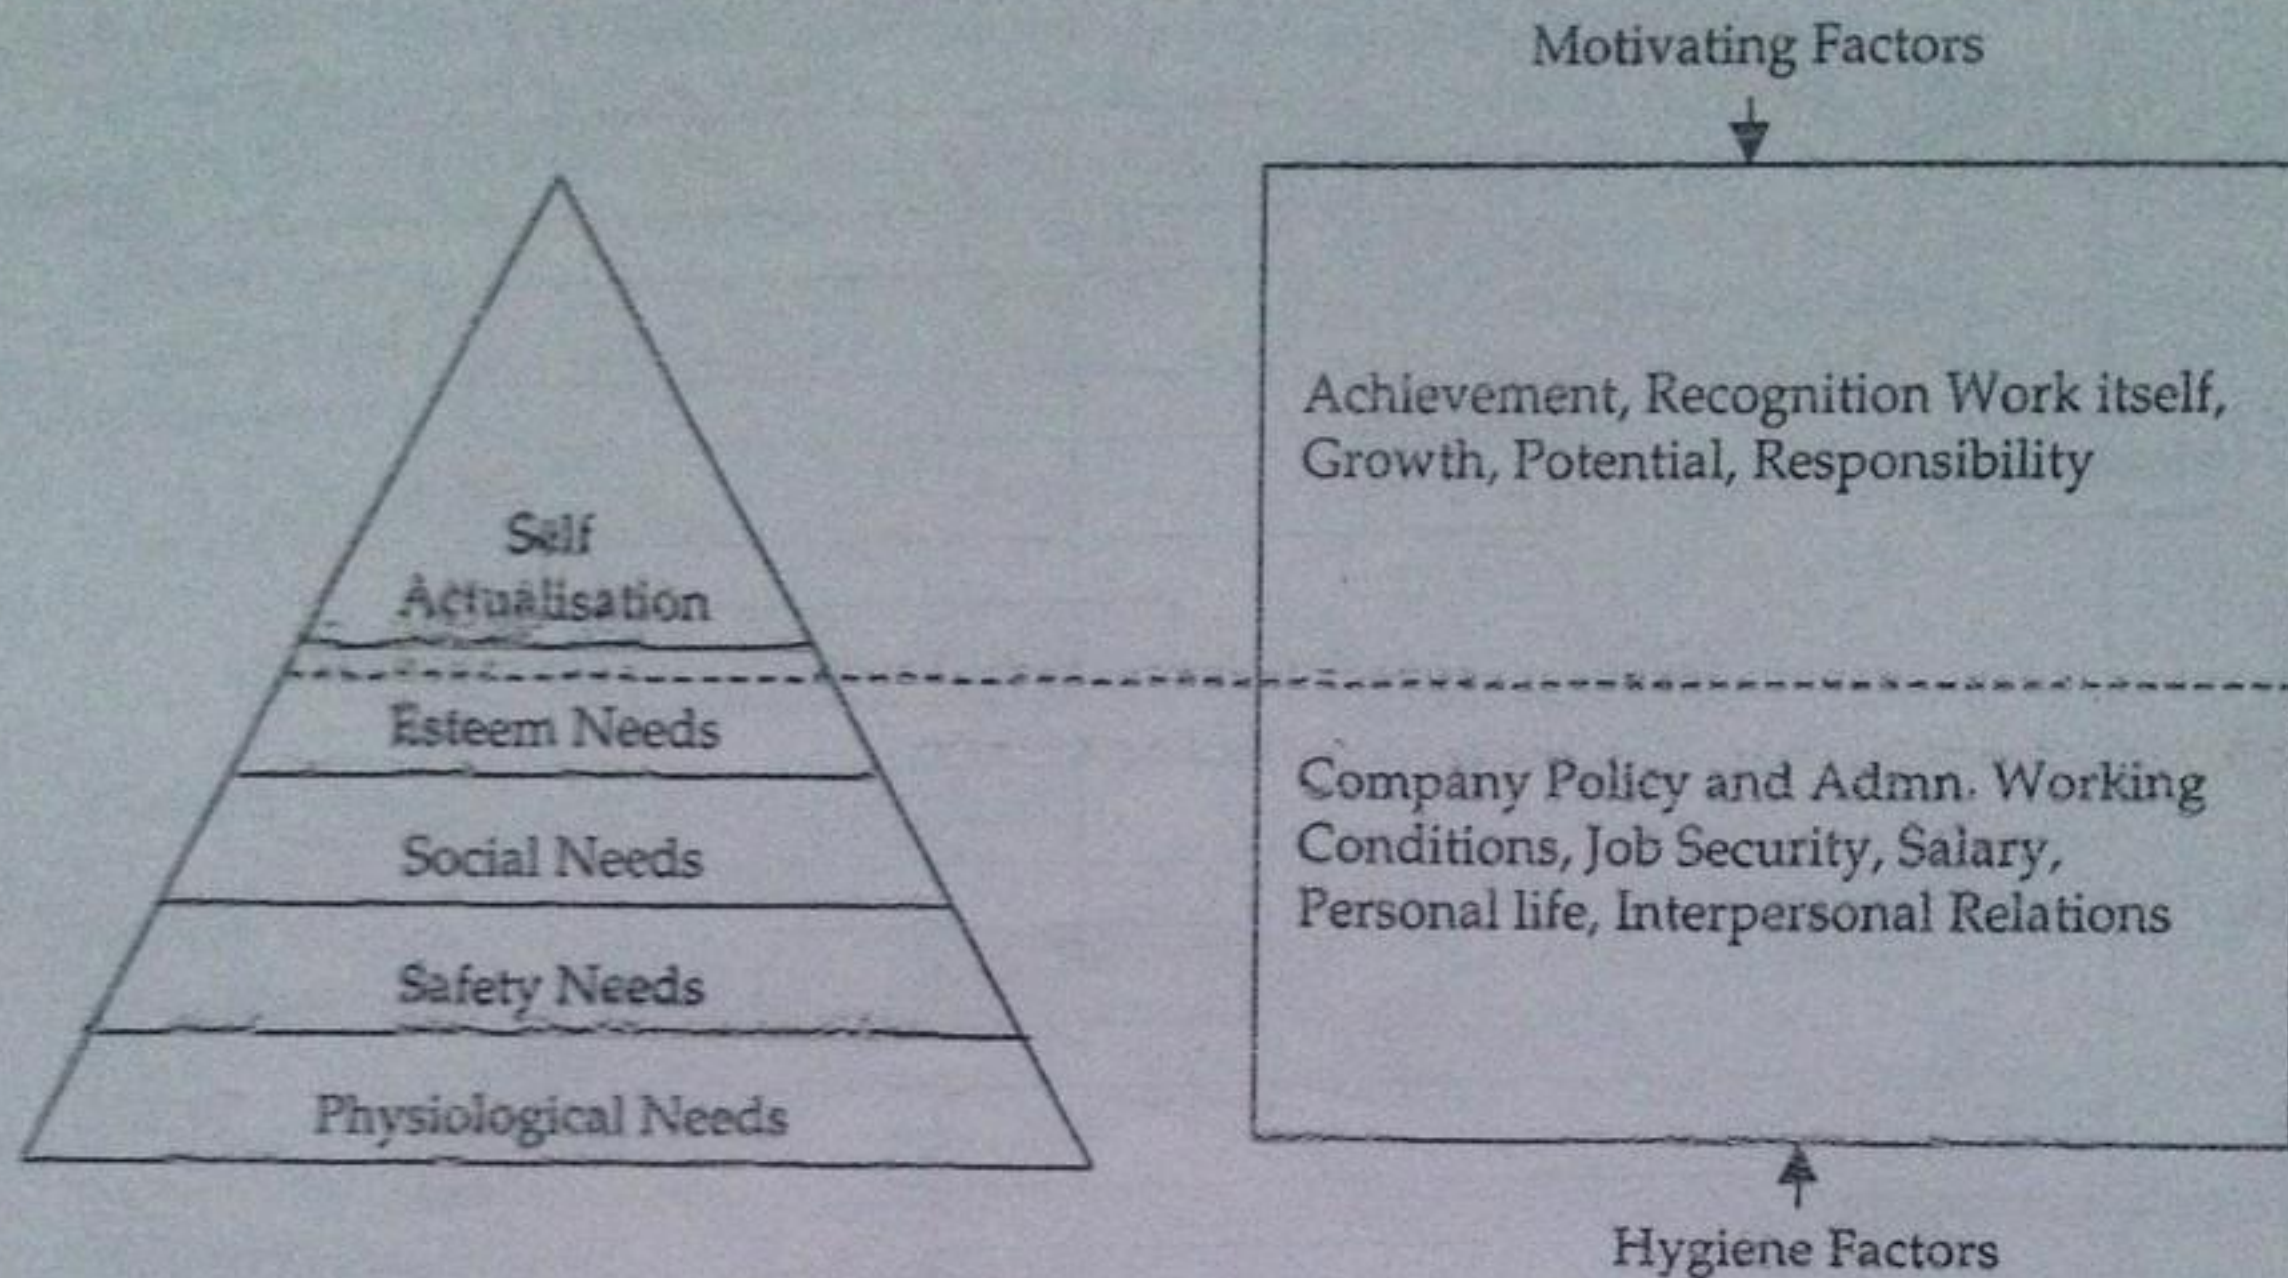 Motivating Factors
Achievement, Recognition Work itself,
Growth, Potential, Responsibility
Self
Actualisation
Esteem Needs
Social Needs
Safety Needs
Physiological Needs
Company Policy and Admn. Working
Conditions, Job Security, Salary,
Personal life, Interpersonal Relations
Hygiene Factors